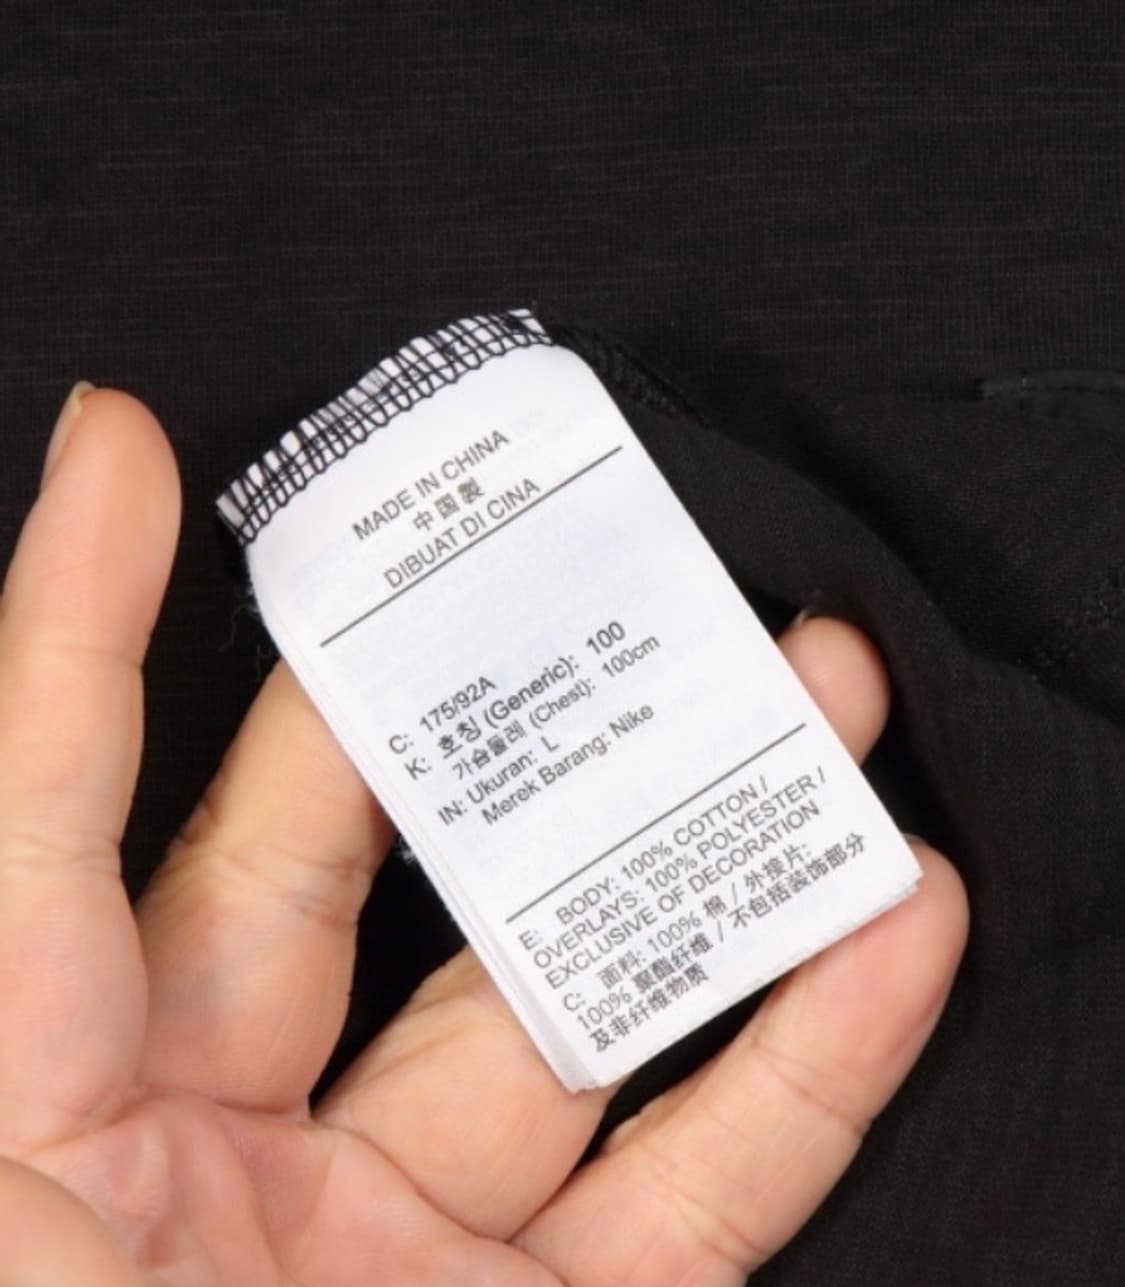 MADE IN CHINA
中国製
DIBUAT DI CINA
C: 175/92A
K: 호칭 (Generic): 100
가슴둘레 (Chest): 100cm
IN: Ukuran: L
Merek Barang: Nike
E: BODY: 100% COTTON /
OVERLAYS: 100% POLYESTER /
EXCLUSIVE OF DECORATION
C: 面料: 100% 棉 / 外接片:
100% 聚酯纤维 / 不包括装饰部分
及非纤维物质